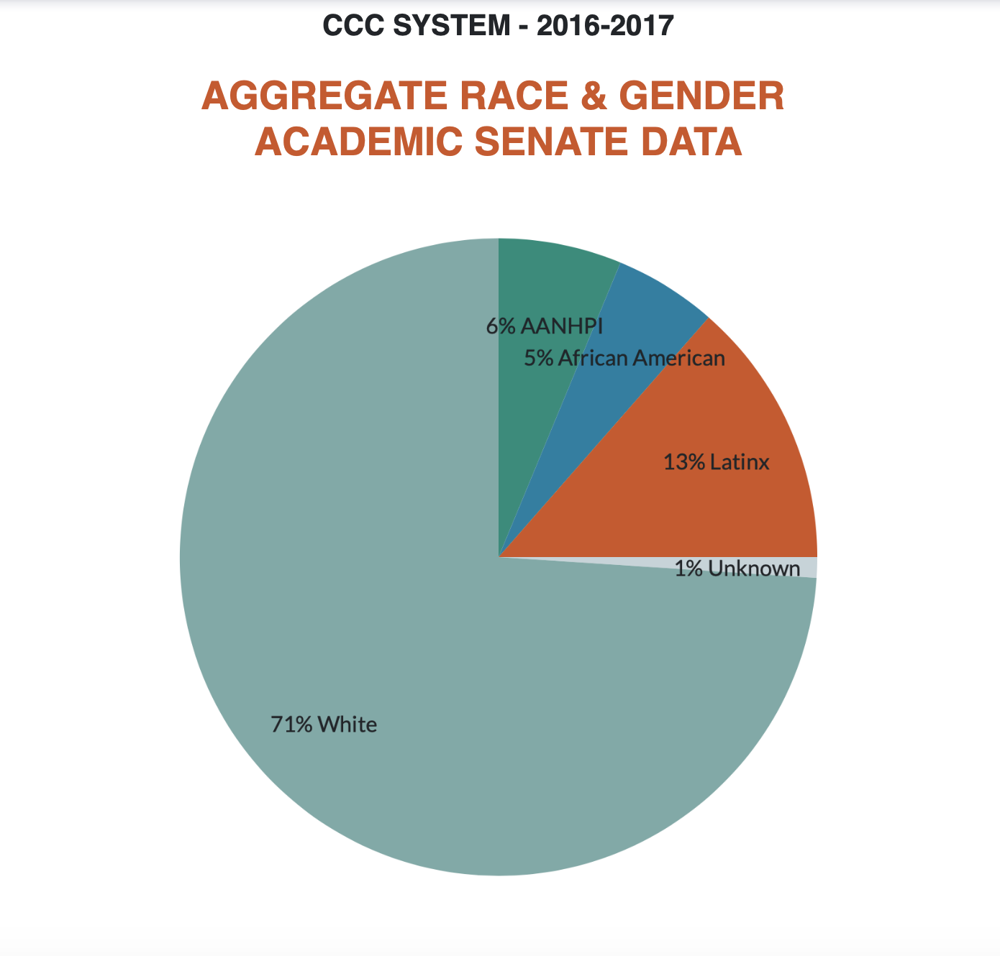 CCC SYSTEM - 2016-2017
AGGREGATE RACE & GENDER
ACADEMIC SENATE DATA
6% AANHPI
5% African American
13% Latinx
1% Unknown
71% White